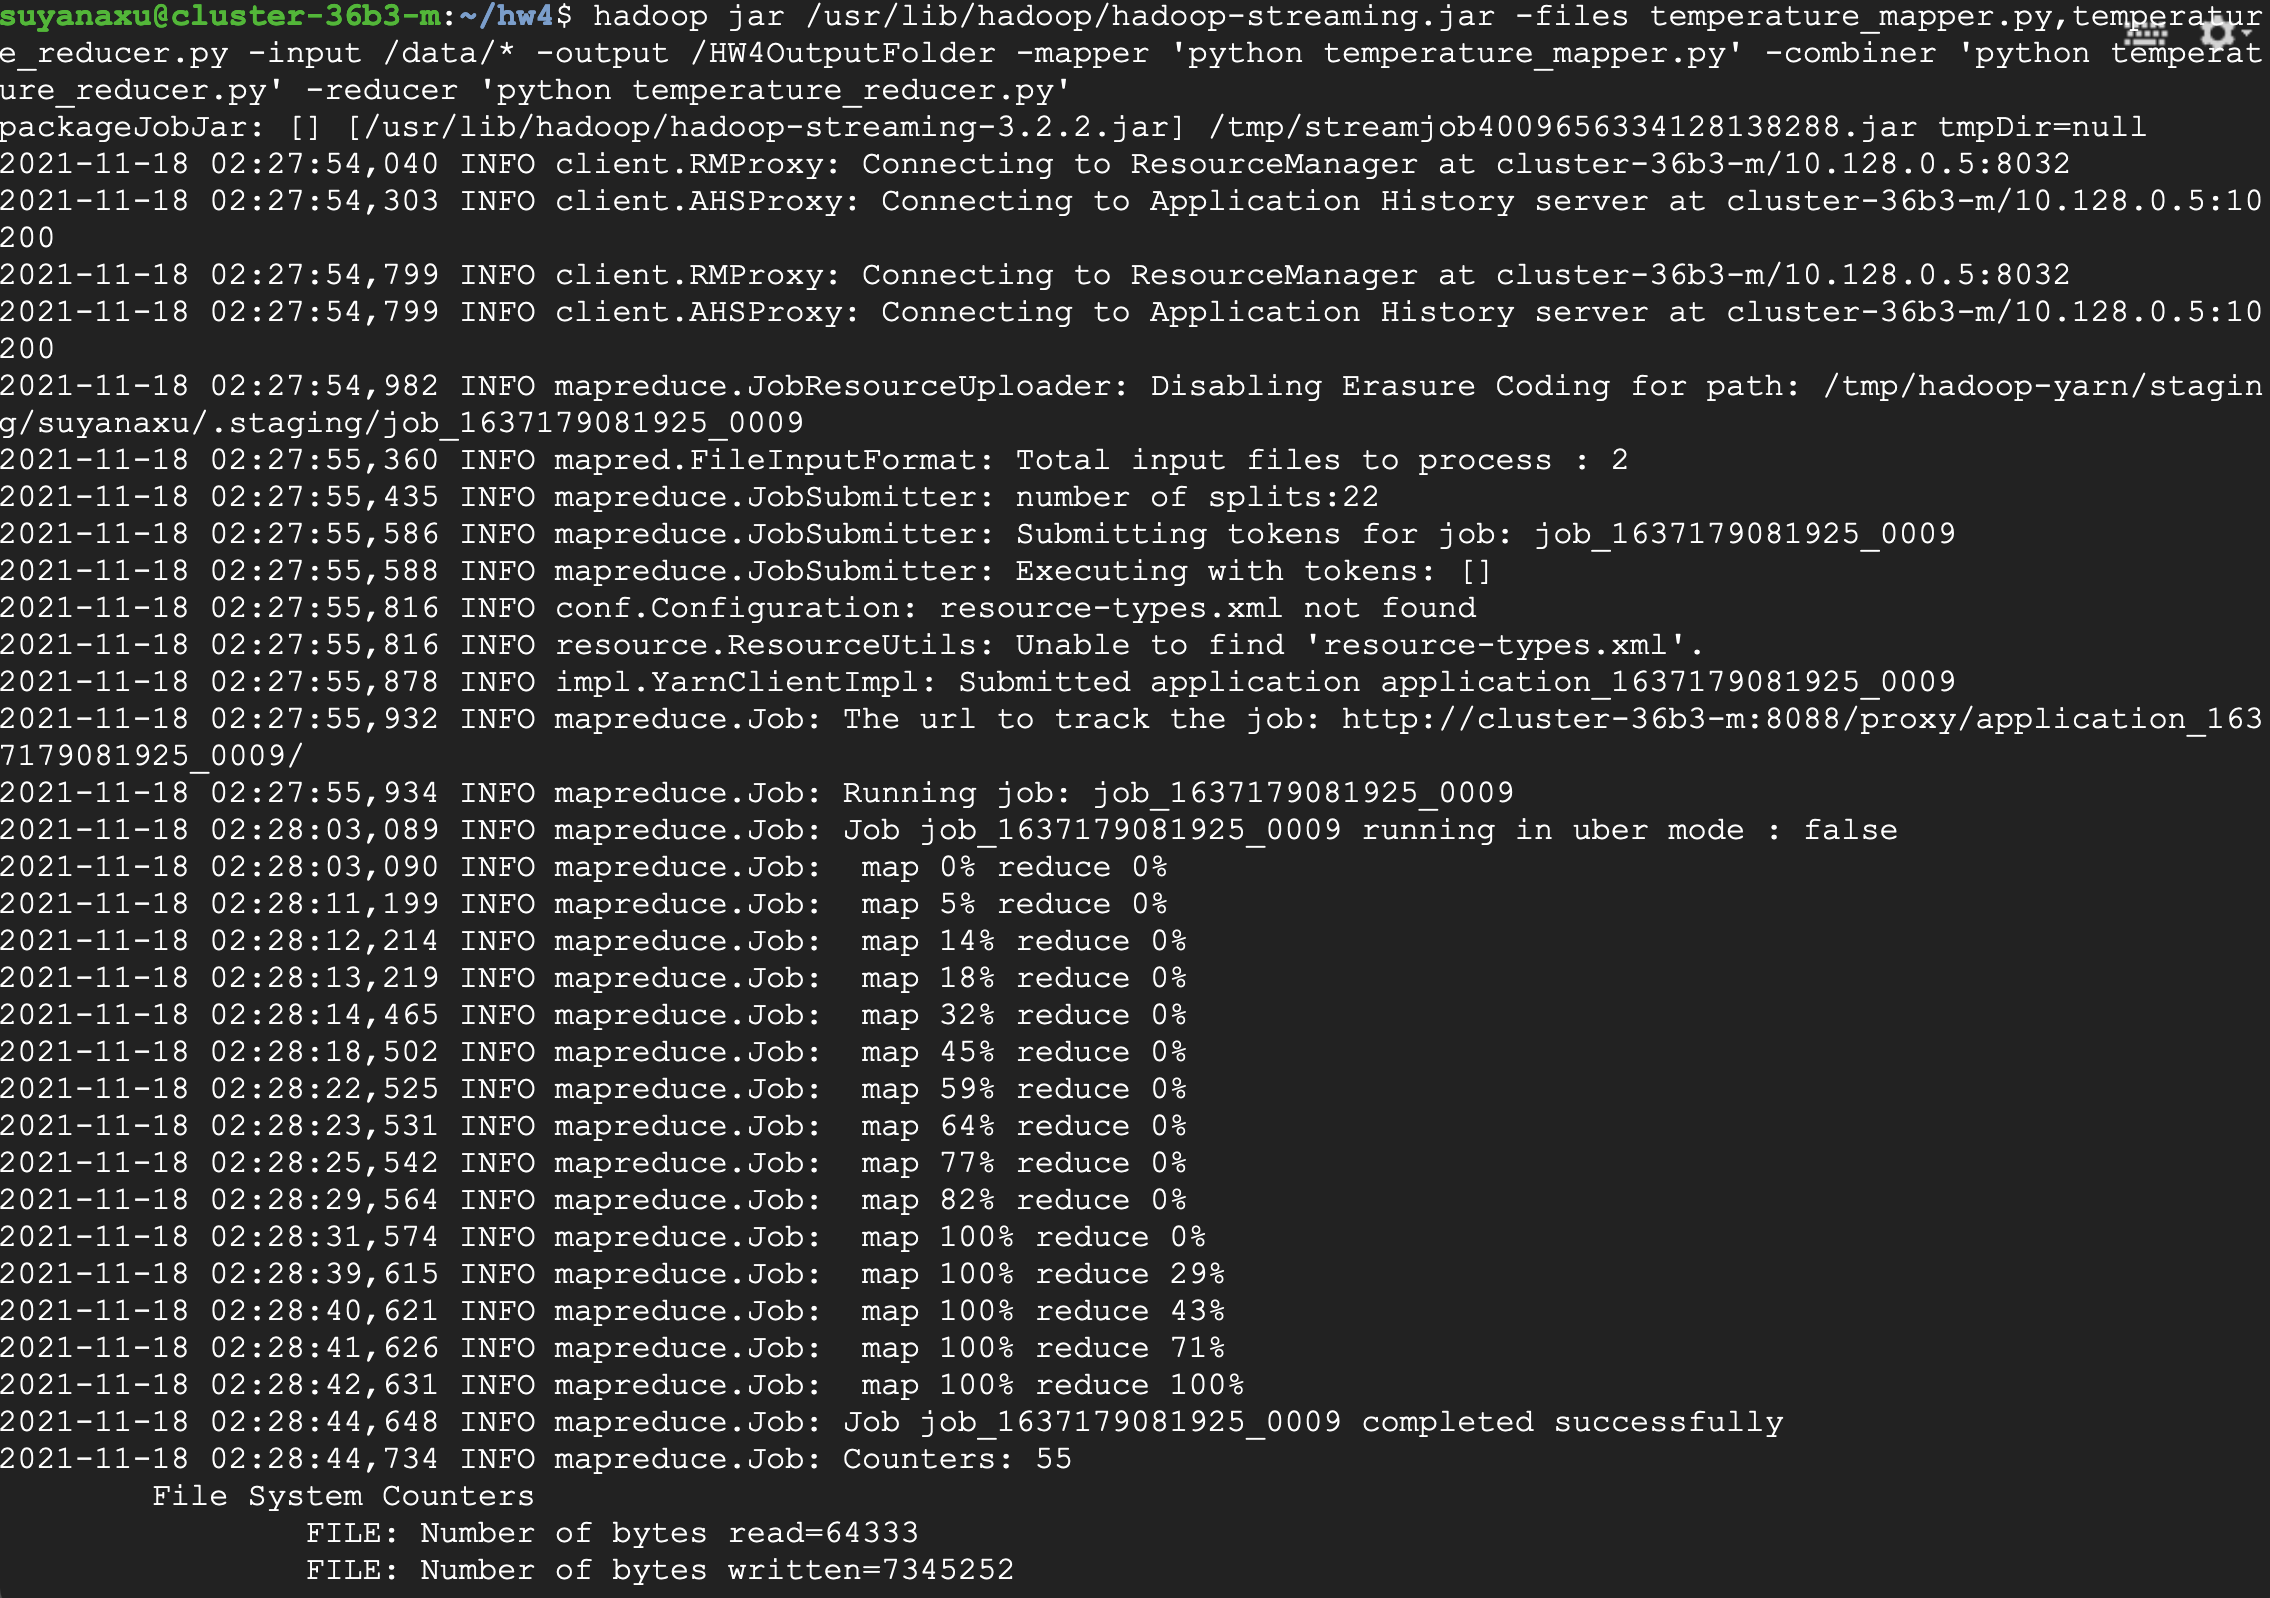 suyanaxu@cluster-36b3-m:~/hw4$ hadoop jar /usr/lib/hadoop/hadoop-streaming.jar -files temperature_mapper.py,temperatur
e_reducer.py -input /data/* -output /HW4OutputFolder -mapper 'python temperature_mapper.py' -combiner 'python temperat
ure_reducer.py' -reducer 'python temperature_reducer.py'
packageJobJar: [] [/usr/lib/hadoop/hadoop-streaming-3.2.2.jar] /tmp/streamjob4009656334128138288.jar tmpDir=null
2021-11-18 02:27:54,040 INFO client.RMProxy: Connecting to ResourceManager at cluster-36b3-m/10.128.0.5:8032
2021-11-18 02:27:54,303 INFO client.AHSProxy: Connecting to Application History server at cluster-36b3-m/10.128.0.5:10
200
2021-11-18 02:27:54,799 INFO client.RMProxy: Connecting to ResourceManager at cluster-36b3-m/10.128.0.5:8032
2021-11-18 02:27:54,799 INFO client.AHSProxy: Connecting to Application History server at cluster-36b3-m/10.128.0.5:10
200
2021-11-18 02:27:54,982 INFO mapreduce.JobResourceUploader: Disabling Erasure Coding for path: /tmp/hadoop-yarn/stagin
g/suyanaxu/.staging/job_1637179081925_0009
2021-11-18 02:27:55,360 INFO mapred.FileInputFormat: Total input files to process : 2
2021-11-18 02:27:55,435 INFO mapreduce.JobSubmitter: number of splits:22
2021-11-18 02:27:55,586 INFO mapreduce.JobSubmitter: Submitting tokens for job: job_1637179081925_0009
2021-11-18 02:27:55,588 INFO mapreduce.JobSubmitter: Executing with tokens: []
2021-11-18 02:27:55,816 INFO conf.Configuration: resource-types.xml not found
2021-11-18 02:27:55,816 INFO resource.ResourceUtils: Unable to find 'resource-types.xml'.
2021-11-18 02:27:55,878 INFO impl.YarnClientImpl: Submitted application application_1637179081925_0009
2021-11-18 02:27:55,932 INFO mapreduce.Job: The url to track the job: http://cluster-36b3-m:8088/proxy/application_163
7179081925_0009/
2021-11-18 02:27:55,934 INFO mapreduce.Job: Running job: job_1637179081925_0009
2021-11-18 02:28:03,089 INFO mapreduce.Job: Job job_1637179081925_0009 running in uber mode : false
2021-11-18 02:28:03,090 INFO mapreduce.Job:  map 0% reduce 0%
2021-11-18 02:28:11,199 INFO mapreduce.Job:  map 5% reduce 0%
2021-11-18 02:28:12,214 INFO mapreduce.Job:  map 14% reduce 0%
2021-11-18 02:28:13,219 INFO mapreduce.Job:  map 18% reduce 0%
2021-11-18 02:28:14,465 INFO mapreduce.Job:  map 32% reduce 0%
2021-11-18 02:28:18,502 INFO mapreduce.Job:  map 45% reduce 0%
2021-11-18 02:28:22,525 INFO mapreduce.Job:  map 59% reduce 0%
2021-11-18 02:28:23,531 INFO mapreduce.Job:  map 64% reduce 0%
2021-11-18 02:28:25,542 INFO mapreduce.Job:  map 77% reduce 0%
2021-11-18 02:28:29,564 INFO mapreduce.Job:  map 82% reduce 0%
2021-11-18 02:28:31,574 INFO mapreduce.Job:  map 100% reduce 0%
2021-11-18 02:28:39,615 INFO mapreduce.Job:  map 100% reduce 29%
2021-11-18 02:28:40,621 INFO mapreduce.Job:  map 100% reduce 43%
2021-11-18 02:28:41,626 INFO mapreduce.Job:  map 100% reduce 71%
2021-11-18 02:28:42,631 INFO mapreduce.Job:  map 100% reduce 100%
2021-11-18 02:28:44,648 INFO mapreduce.Job: Job job_1637179081925_0009 completed successfully
2021-11-18 02:28:44,734 INFO mapreduce.Job: Counters: 55
File System Counters
FILE: Number of bytes read=64333
FILE: Number of bytes written=7345252